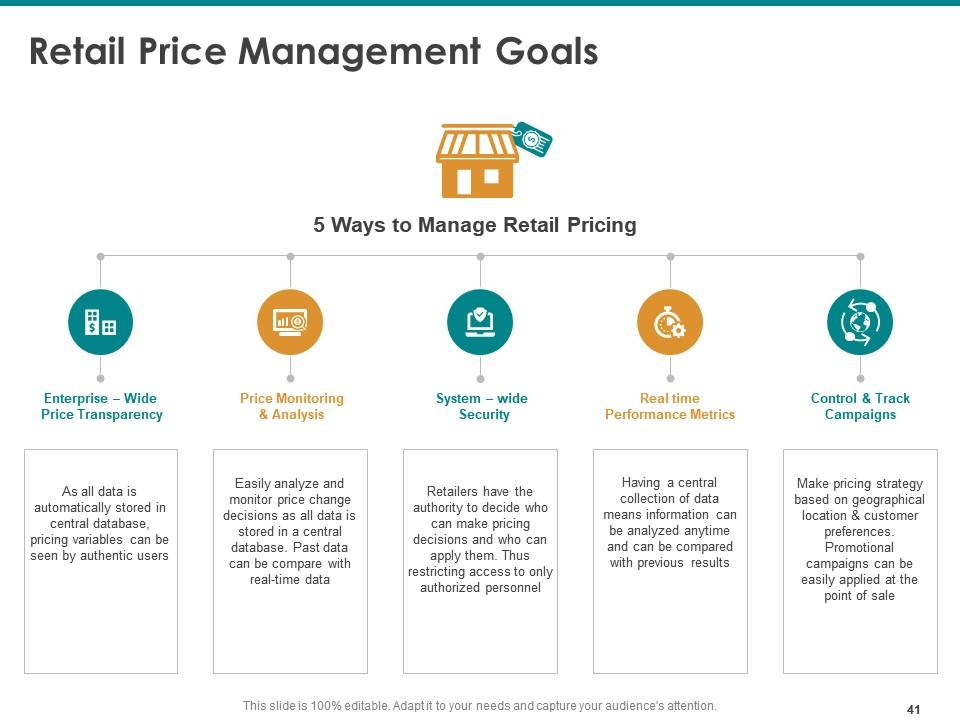 Retail Price Management Goals
5 Ways to Manage Retail Pricing
Enterprise – Wide
Price Transparency
As all data is
automatically stored in
central database,
pricing variables can be
seen by authentic users
Price Monitoring
& Analysis
Easily analyze and
monitor price change
decisions as all data is
stored in a central
database. Past data
can be compare with
real-time data
System – wide
Security
Retailers have the
authority to decide who
can make pricing
decisions and who can
apply them. Thus
restricting access to only
authorized personnel
Real time
Performance Metrics
Having a central
collection of data
means information can
be analyzed anytime
and can be compared
with previous results
Control & Track
Campaigns
Make pricing strategy
based on geographical
location & customer
preferences.
Promotional
campaigns can be
easily applied at the
point of sale
This slide is 100% editable. Adapt it to your needs and capture your audience's attention.
41